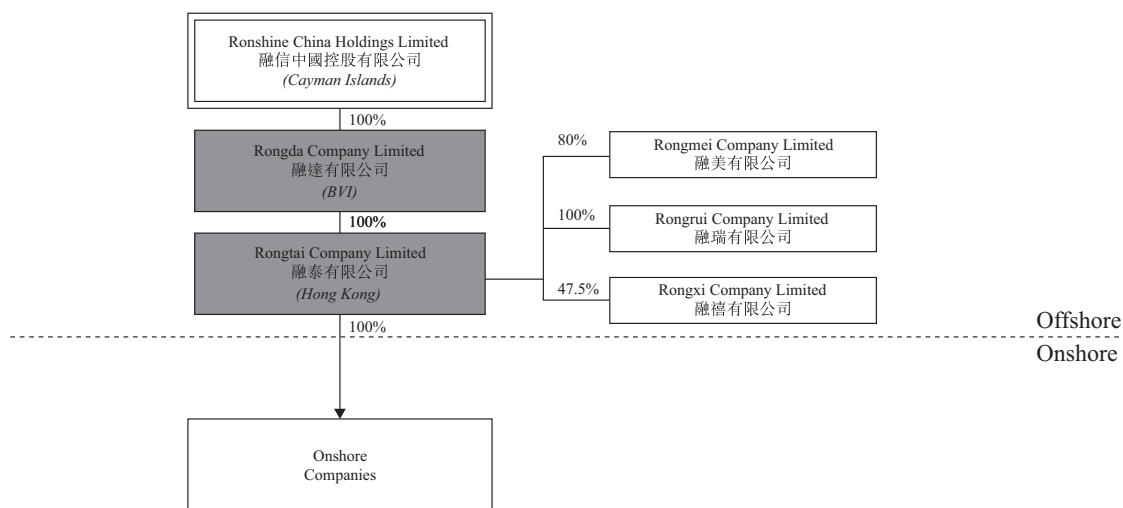 Ronshine China Holdings Limited
融信中國控股有限公司
(Cayman Islands)
100%
Rongda Company Limited
融達有限公司
(BVI)
100%
Rongtai Company Limited
融泰有限公司
(Hong Kong)
80%
Rongmei Company Limited
融美有限公司
100%
Rongrui Company Limited
融瑞有限公司
47.5%
Rongxi Company Limited
融禧有限公司
100%
Offshore
Onshore
Onshore
Companies